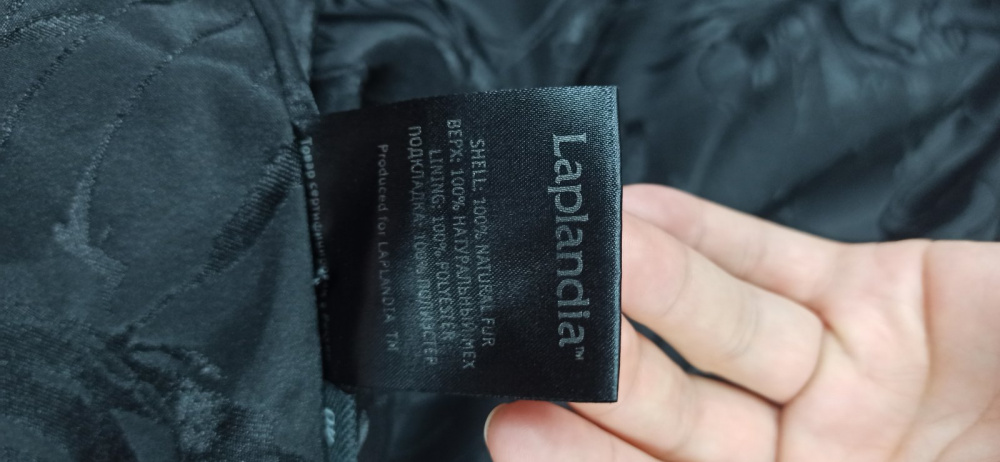 Laplandia™
SHELL: 100% NATURAL FUR
ВЕРХ: 100% НАТУРАЛЬНЫЙ МЕХ
LINING: 100% POLYESTER
ПОДКЛАДКА: 100% ПОЛИЭСТЕР
Produced for LAPLANDIA TM
Товар